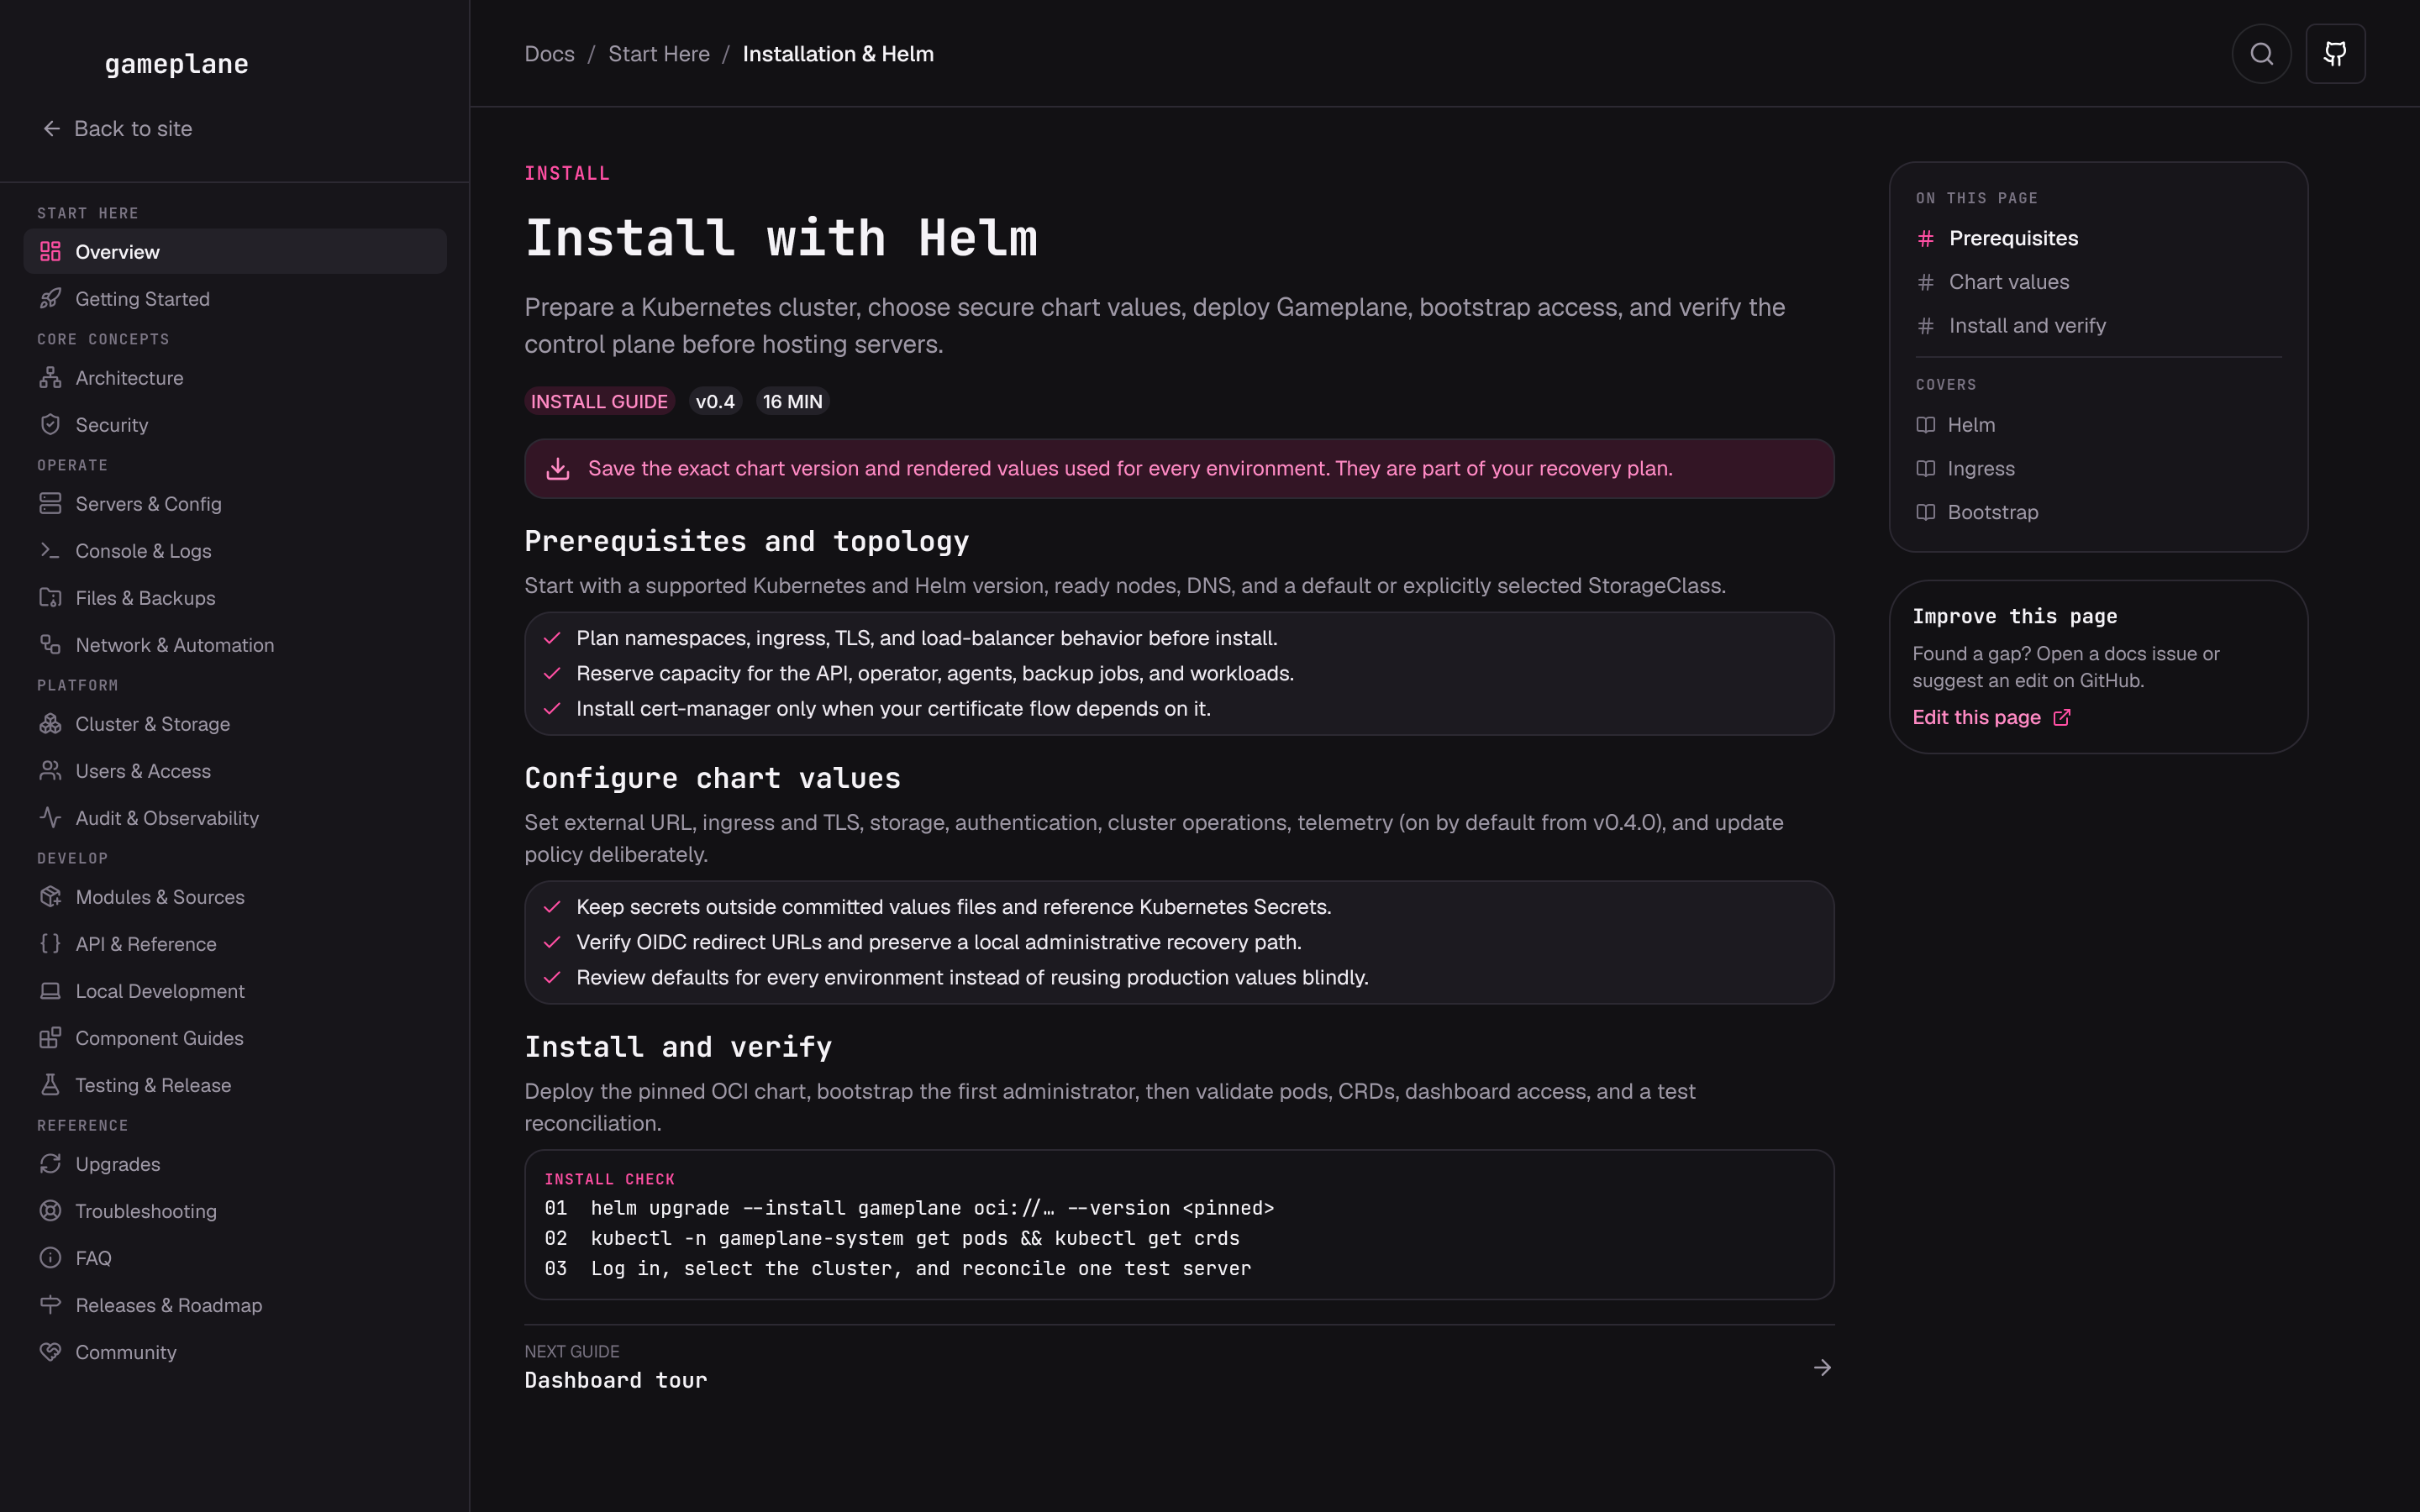 gameplane
Back to site
START HERE
Overview
Getting Started
CORE CONCEPTS
Architecture
Security
OPERATE
Servers & Config
Console & Logs
Files & Backups
Network & Automation
PLATFORM
Cluster & Storage
Users & Access
Audit & Observability
DEVELOP
Modules & Sources
API & Reference
Local Development
Component Guides
Testing & Release
REFERENCE
Upgrades
Troubleshooting
FAQ
Releases & Roadmap
Community
Docs / Start Here / Installation & Helm
INSTALL
Install with Helm
Prepare a Kubernetes cluster, choose secure chart values, deploy Gameplane, bootstrap access, and verify the
control plane before hosting servers.
INSTALL GUIDE v0.4 16 MIN
Save the exact chart version and rendered values used for every environment. They are part of your recovery plan.
Prerequisites and topology
Start with a supported Kubernetes and Helm version, ready nodes, DNS, and a default or explicitly selected StorageClass.
Plan namespaces, ingress, TLS, and load-balancer behavior before install.
Reserve capacity for the API, operator, agents, backup jobs, and workloads.
Install cert-manager only when your certificate flow depends on it.
Configure chart values
Set external URL, ingress and TLS, storage, authentication, cluster operations, telemetry (on by default from v0.4.0), and update
policy deliberately.
Keep secrets outside committed values files and reference Kubernetes Secrets.
Verify OIDC redirect URLs and preserve a local administrative recovery path.
Review defaults for every environment instead of reusing production values blindly.
Install and verify
Deploy the pinned OCI chart, bootstrap the first administrator, then validate pods, CRDs, dashboard access, and a test
reconciliation.
INSTALL CHECK
01 helm upgrade --install gameplane oci://… --version <pinned>
02 kubectl -n gameplane-system get pods && kubectl get crds
03 Log in, select the cluster, and reconcile one test server
NEXT GUIDE
Dashboard tour
ON THIS PAGE
# Prerequisites
# Chart values
# Install and verify
COVERS
Helm
Ingress
Bootstrap
Improve this page
Found a gap? Open a docs issue or
suggest an edit on GitHub.
Edit this page